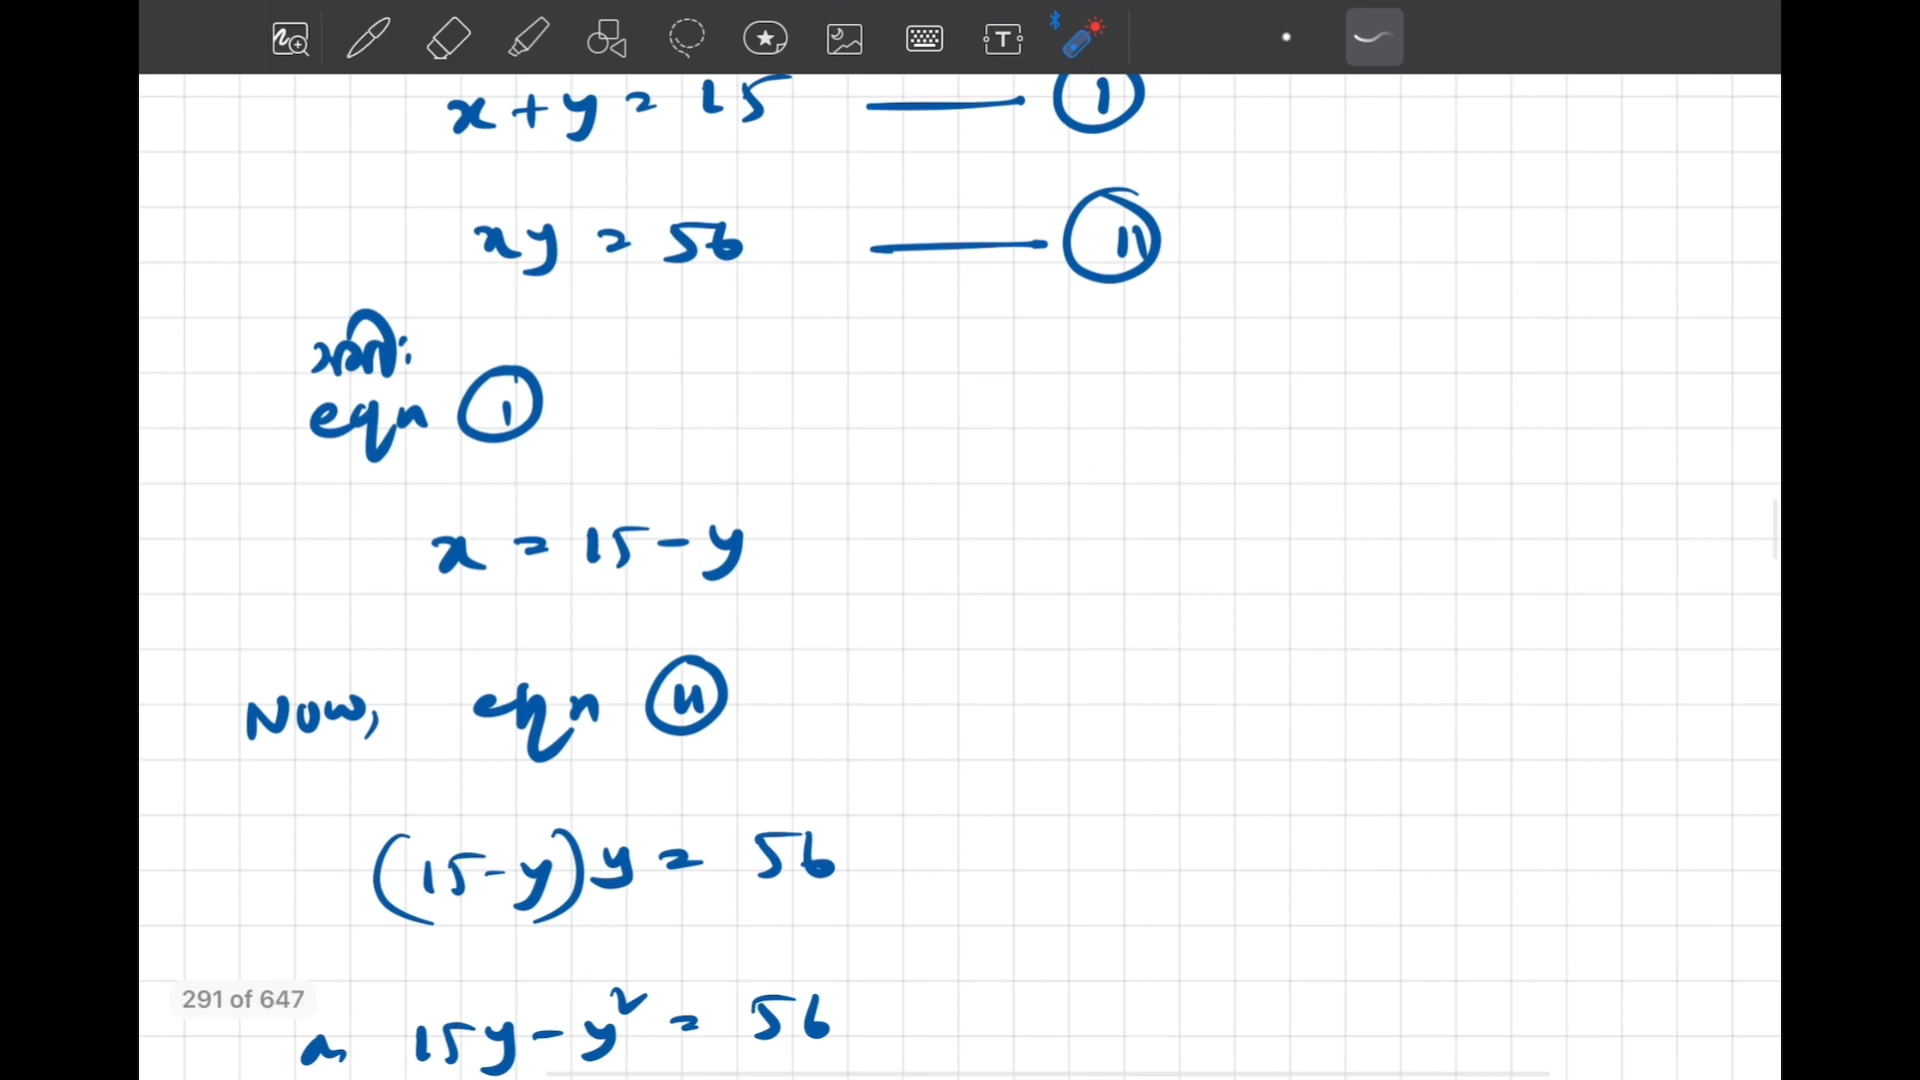 x + y = 15 ——— (I)
xy = 56 ——— (II)
eqn (I)
x = 15 - y
Now, eqn (II)
(15 - y) y = 56
291 of 647
15y - y² = 56